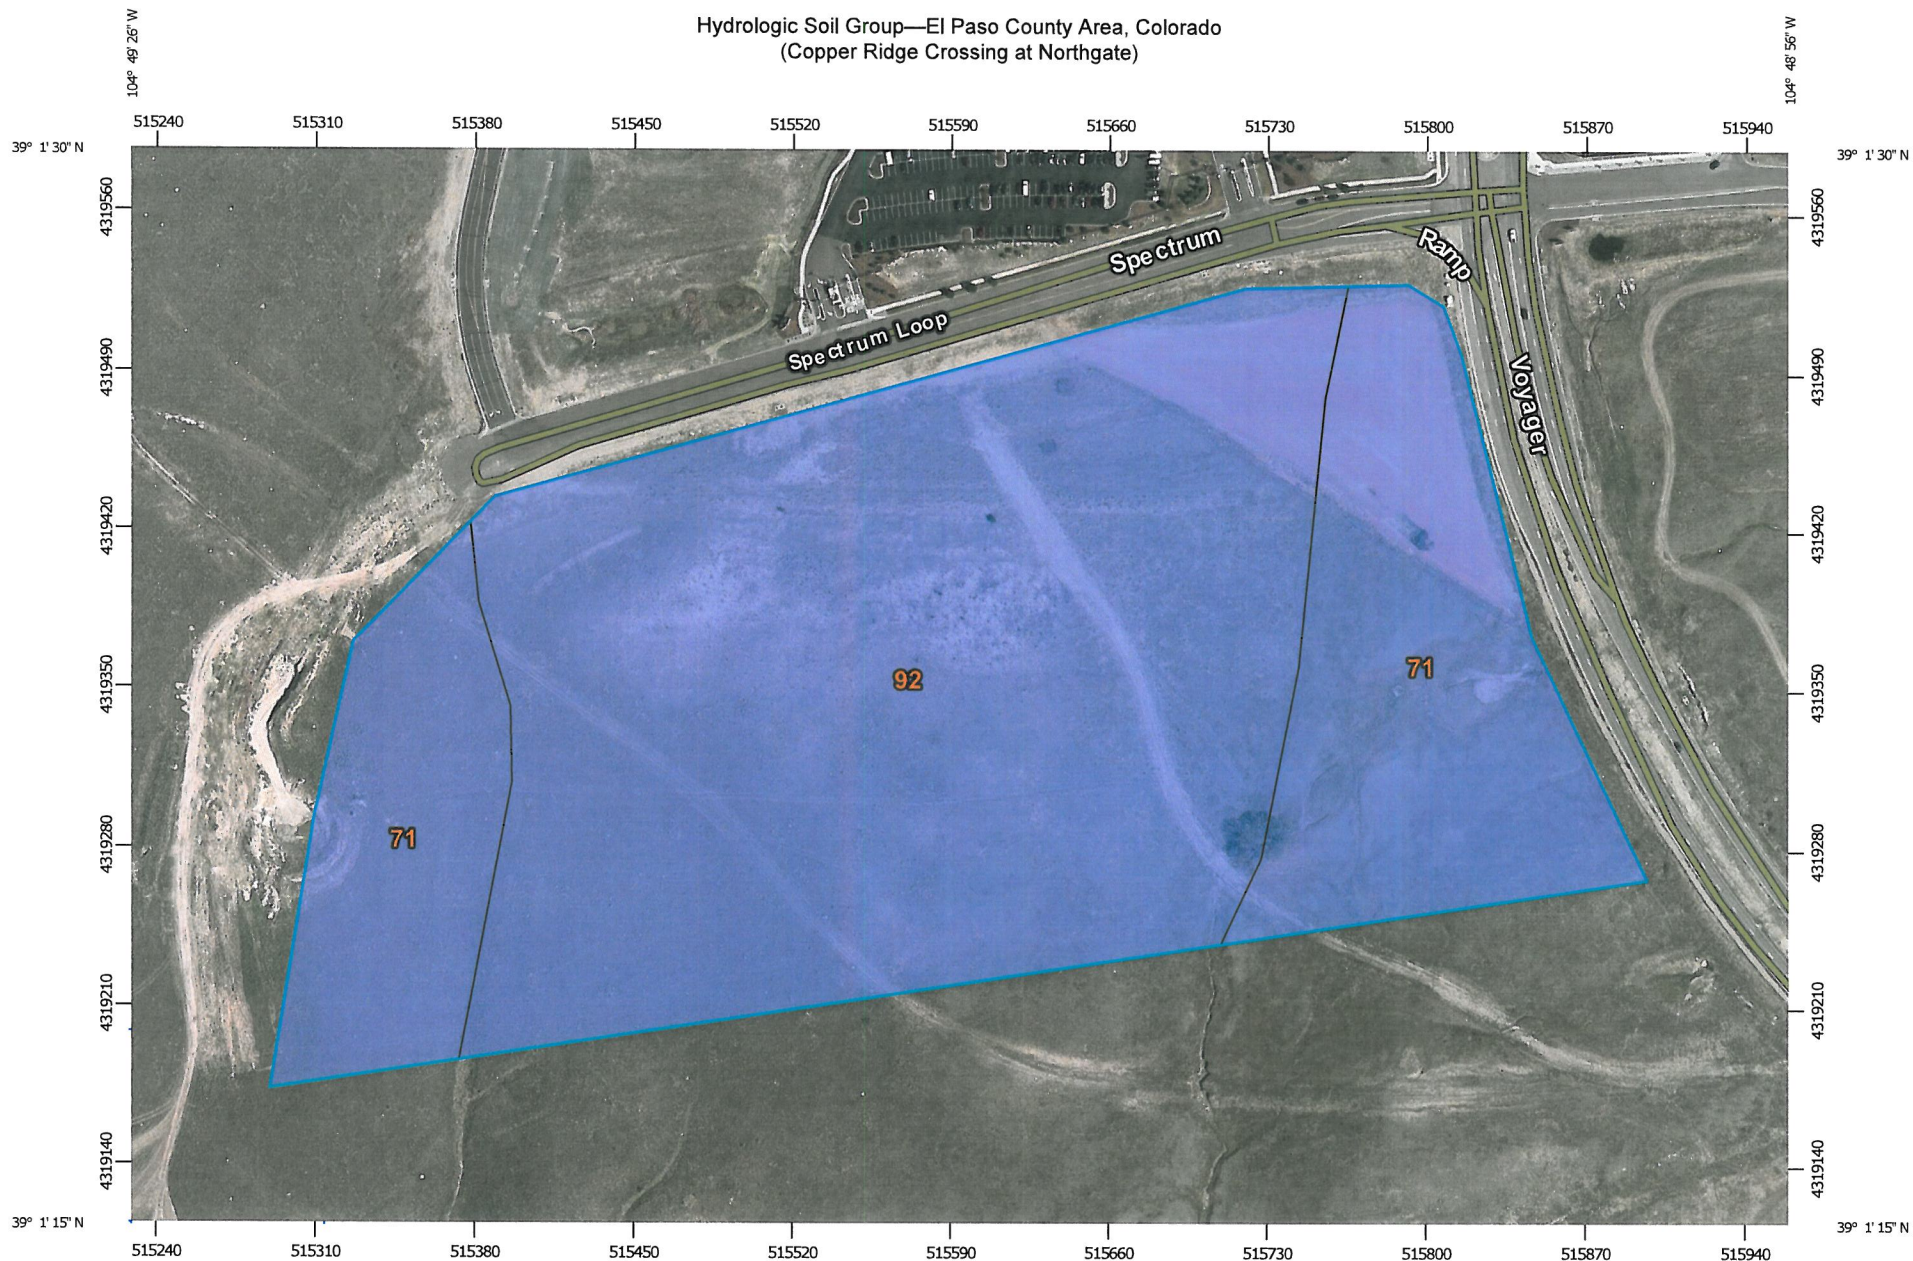 Hydrologic Soil Group—El Paso County Area, Colorado
(Copper Ridge Crossing at Northgate)
104° 49' 26" W
104° 48' 56" W
515240 515310 515380 515450 515520 515590 515660 515730 515800 515870 515940
39° 1' 30" N
39° 1' 30" N
4319560
4319560
Spectrum
Ramp
Spectrum Loop
4319490
4319490
Voyager
4319420
4319420
4319350
92
71
4319350
4319280
71
4319280
4319210
4319210
4319140
4319140
39° 1' 15" N
39° 1' 15" N
515240 515310 515380 515450 515520 515590 515660 515730 515800 515870 515940